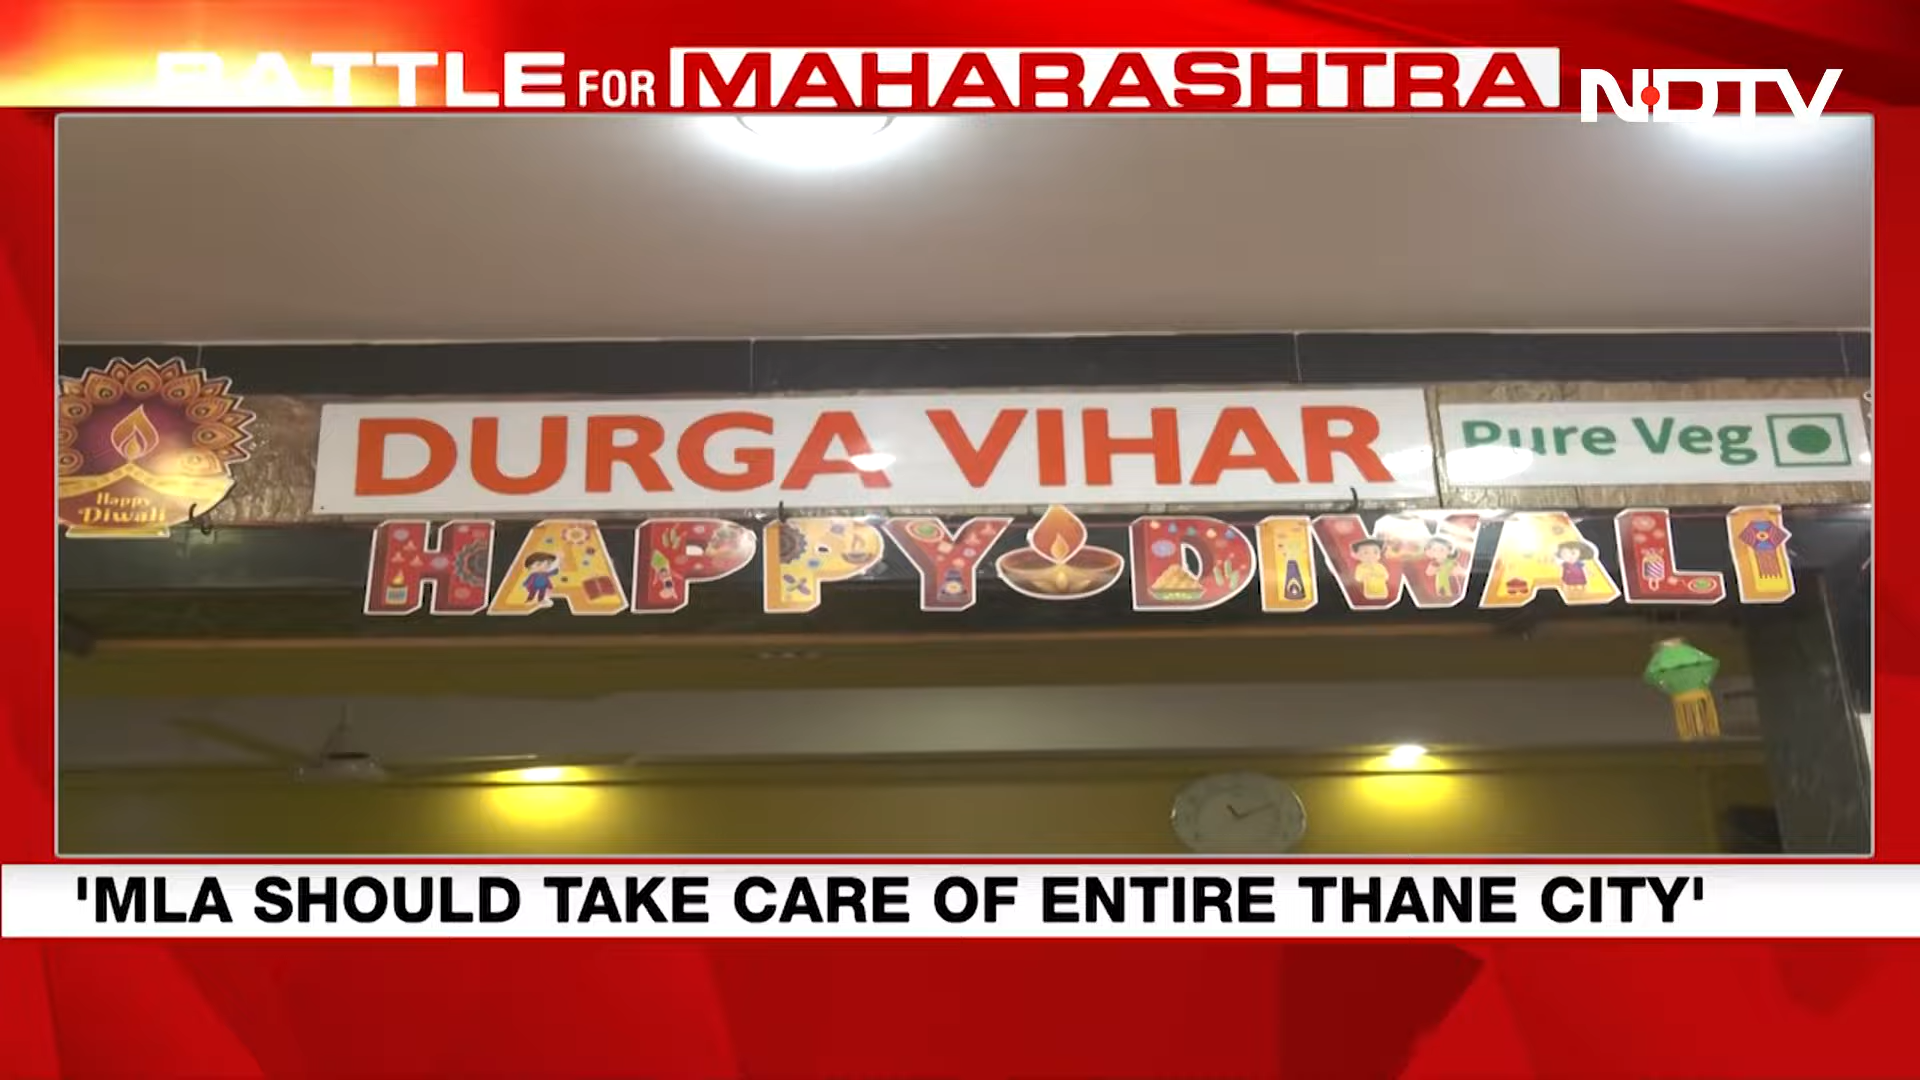 BATTLE FOR MAHARASHTRA
NDTV
DURGA VIHAR
Pure Veg
Happy
Diwali
HAPPY DIWALI
'MLA SHOULD TAKE CARE OF ENTIRE THANE CITY'